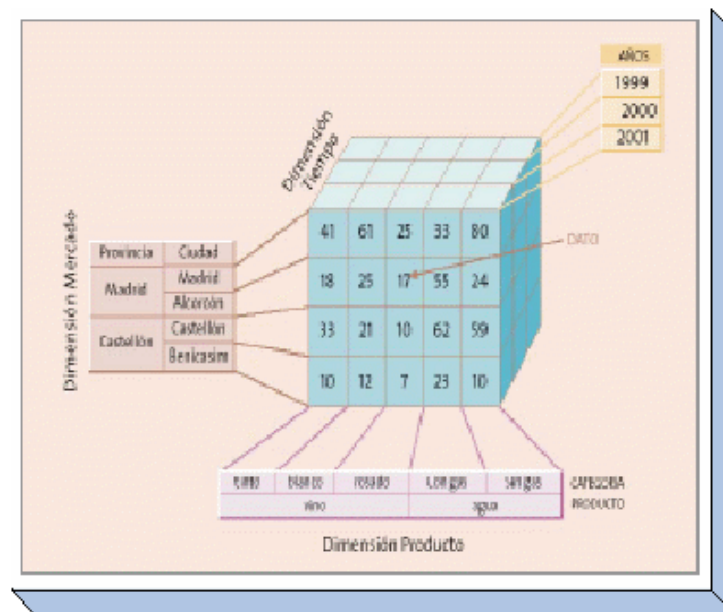 AÑOS
1999
2000
2001
Dimensión
Tiempo
Dimensión Mercado
Provincia Ciudad
Madrid Madrid
Alcorcón
Castellón Castellón
Benicasim
41 61 25 33 80
18 25 17 55 24
33 21 10 62 59
10 12 7 23 10
DATO
tinto blanco rosado con gas sin gas CATEGORIA
vino agua PRODUCTO
Dimensión Producto